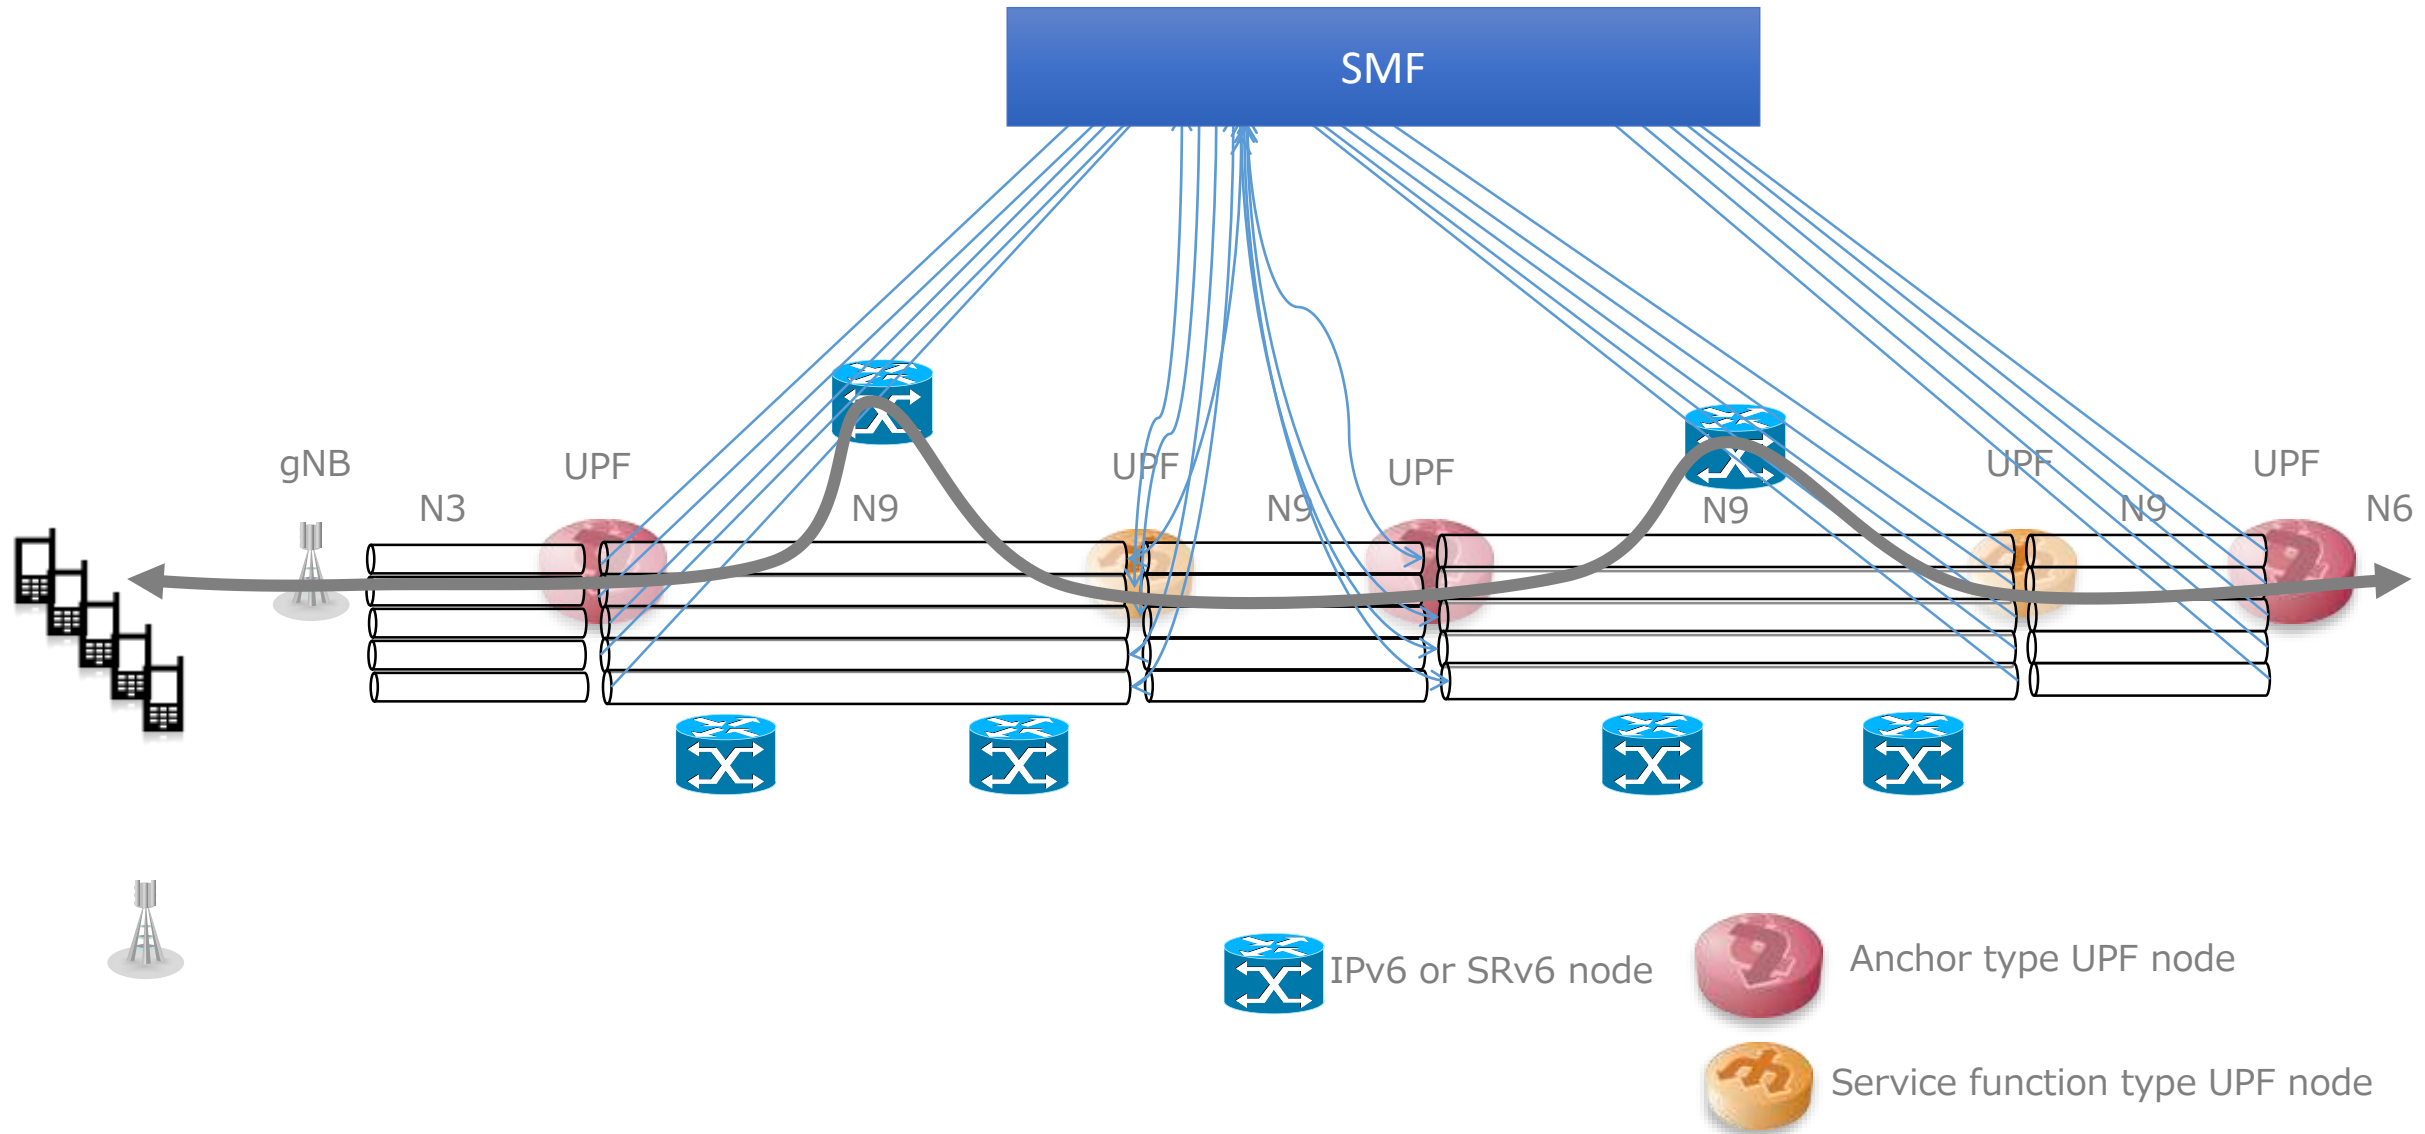 SMF
gNB
UPF
UPF
UPF
UPF
UPF
N3
N9
N9
N9
N9
N6
IPv6 or SRv6 node
Anchor type UPF node
Service function type UPF node